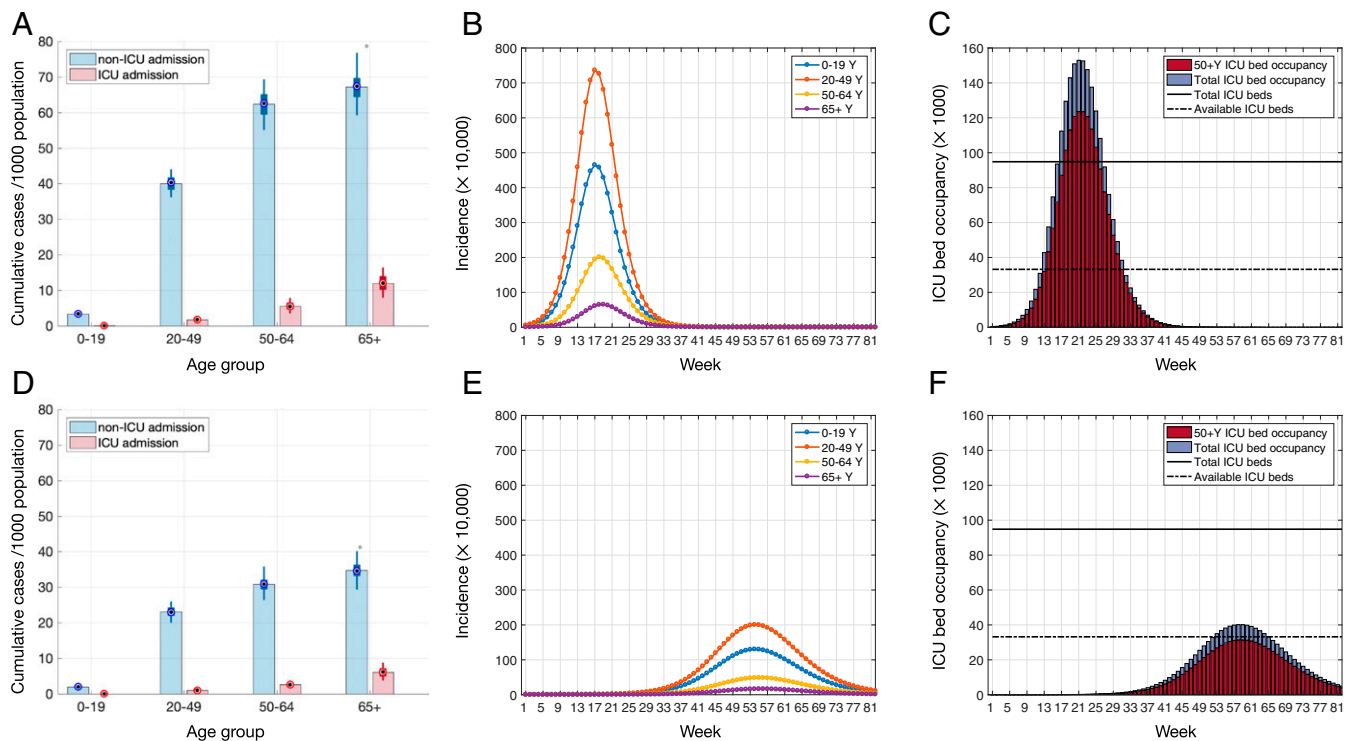 A
Cumulative cases /1000 population
80
70
60
50
40
30
20
10
0
non-ICU admission
ICU admission
0-19
20-49
50-64
65+
Age group
B
Incidence (× 10,000)
800
700
600
500
400
300
200
100
0
0-19 Y
20-49 Y
50-64 Y
65+ Y
1 5 9 13 17 21 25 29 33 37 41 45 49 53 57 61 65 69 73 77 81
Week
C
ICU bed occupancy (× 1000)
160
140
120
100
80
60
40
20
0
50+Y ICU bed occupancy
Total ICU bed occupancy
Total ICU beds
Available ICU beds
1 5 9 13 17 21 25 29 33 37 41 45 49 53 57 61 65 69 73 77 81
Week
D
Cumulative cases /1000 population
80
70
60
50
40
30
20
10
0
non-ICU admission
ICU admission
0-19
20-49
50-64
65+
Age group
E
Incidence (× 10,000)
800
700
600
500
400
300
200
100
0
0-19 Y
20-49 Y
50-64 Y
65+ Y
1 5 9 13 17 21 25 29 33 37 41 45 49 53 57 61 65 69 73 77 81
Week
F
ICU bed occupancy (× 1000)
160
140
120
100
80
60
40
20
0
50+Y ICU bed occupancy
Total ICU bed occupancy
Total ICU beds
Available ICU beds
1 5 9 13 17 21 25 29 33 37 41 45 49 53 57 61 65 69 73 77 81
Week